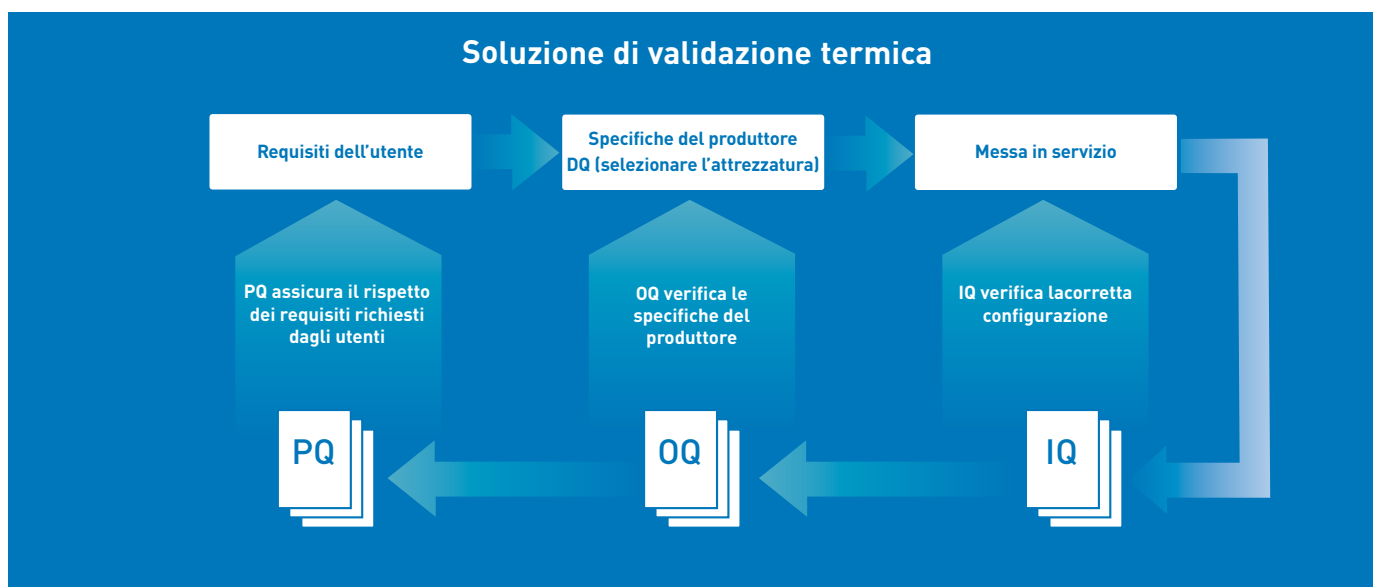 Soluzione di validazione termica
Requisiti dell'utente
Specifiche del produttore
DQ (selezionare l'attrezzatura)
Messa in servizio
PQ assicura il rispetto
dei requisiti richiesti
dagli utenti
OQ verifica le
specifiche del
produttore
IQ verifica lacorretta
configurazione
PQ
OQ
IQ